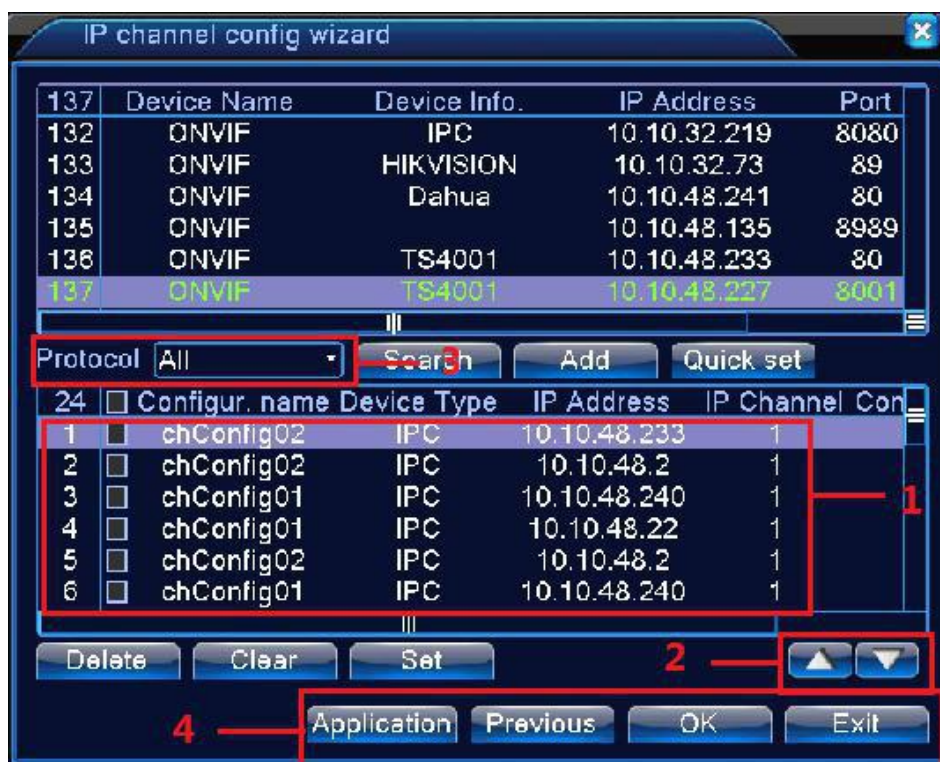 IP channel config wizard
137 Device Name Device Info. IP Address Port
132 ONVIF IPC 10.10.32.219 8080
133 ONVIF HIKVISION 10.10.32.73 89
134 ONVIF Dahua 10.10.48.241 80
135 ONVIF 10.10.48.135 8989
136 ONVIF TS4001 10.10.48.233 80
137 ONVIF TS4001 10.10.48.227 8001
Protocol All 3 Search Add Quick set
24 Configur. name Device Type IP Address IP Channel Con
1 chConfig02 IPC 10.10.48.233 1
2 chConfig02 IPC 10.10.48.2 1
3 chConfig01 IPC 10.10.48.240 1 1
4 chConfig01 IPC 10.10.48.22 1
5 chConfig02 IPC 10.10.48.2 1
6 chConfig01 IPC 10.10.48.240 1
Delete Clear Set 2
4 Application Previous OK Exit